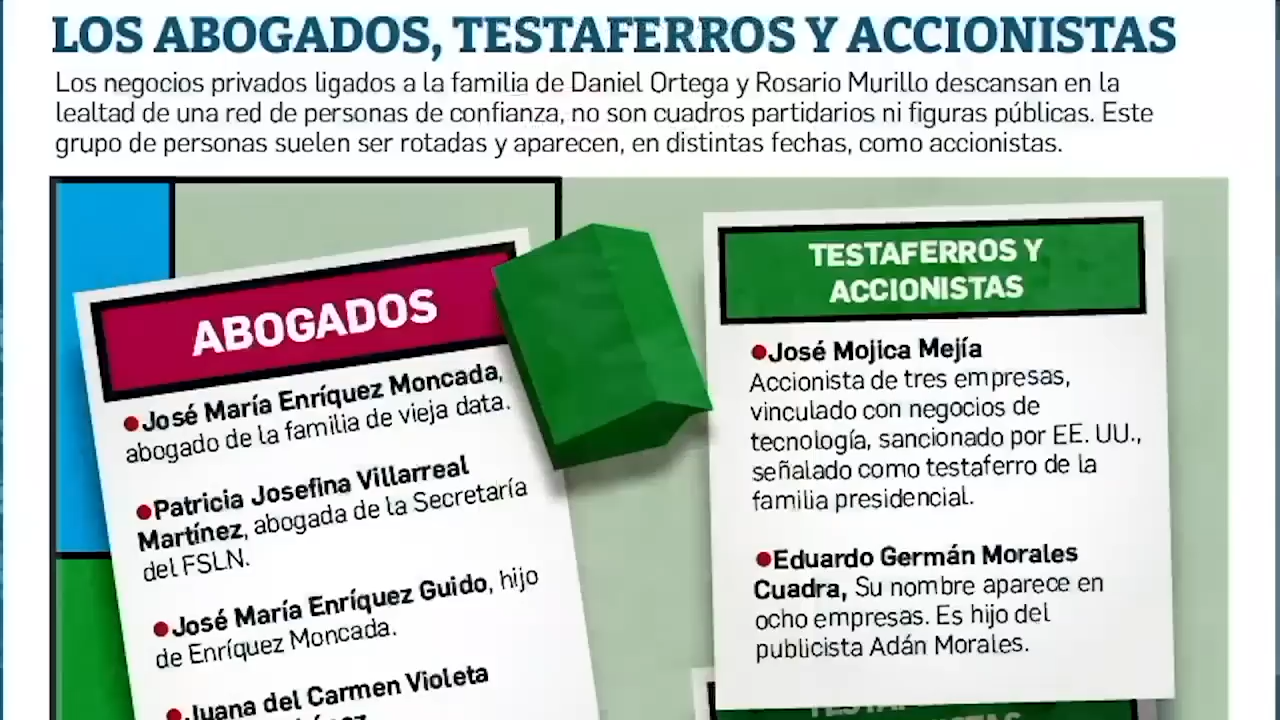 LOS ABOGADOS, TESTAFERROS Y ACCIONISTAS
Los negocios privados ligados a la familia de Daniel Ortega y Rosario Murillo descansan en la
lealtad de una red de personas de confianza, no son cuadros partidarios ni figuras públicas. Este
grupo de personas suelen ser rotadas y aparecen, en distintas fechas, como accionistas.
ABOGADOS
●José María Enríquez Moncada,
abogado de la familia de vieja data.
●Patricia Josefina Villarreal
Martínez, abogada de la Secretaría
del FSLN.
●José María Enríquez Guido, hijo
de Enríquez Moncada.
●Juana del Carmen Violeta
TESTAFERROS Y
ACCIONISTAS
●José Mojica Mejía
Accionista de tres empresas,
vinculado con negocios de
tecnología, sancionado por EE. UU.,
señalado como testaferro de la
familia presidencial.
●Eduardo Germán Morales
Cuadra, Su nombre aparece en
ocho empresas. Es hijo del
publicista Adán Morales.